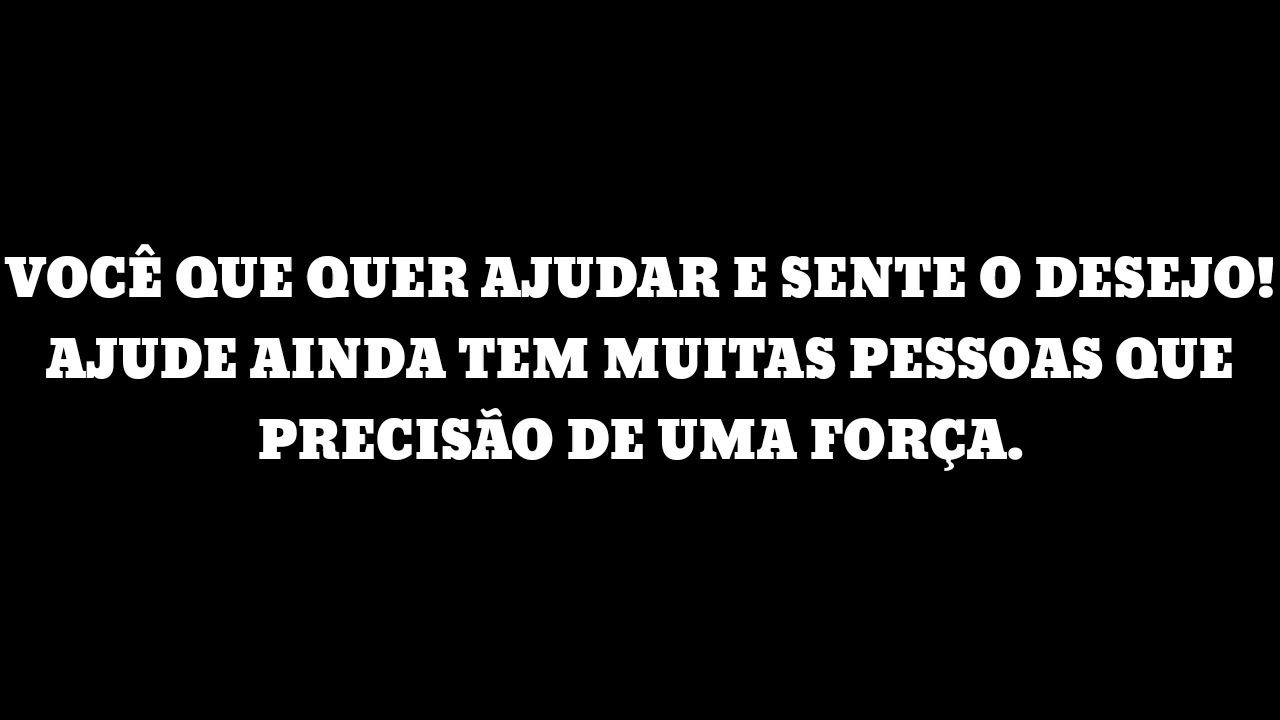 VOCÊ QUE QUER AJUDAR E SENTE O DESEJO!
AJUDE AINDA TEM MUITAS PESSOAS QUE
PRECISÃO DE UMA FORÇA.